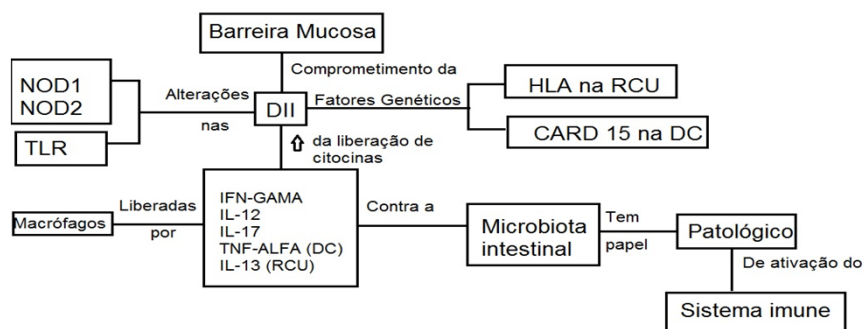 Barreira Mucosa
Comprometimento da
NOD1
NOD2
TLR
Alterações
nas
DII
Fatores Genéticos
HLA na RCU
CARD 15 na DC
⇧ da liberação de
citocinas
Macrófagos
Liberadas
por
IFN-GAMA
IL-12
IL-17
TNF-ALFA (DC)
IL-13 (RCU)
Contra a
Microbiota
intestinal
Tem
papel
Patológico
De ativação do
Sistema imune